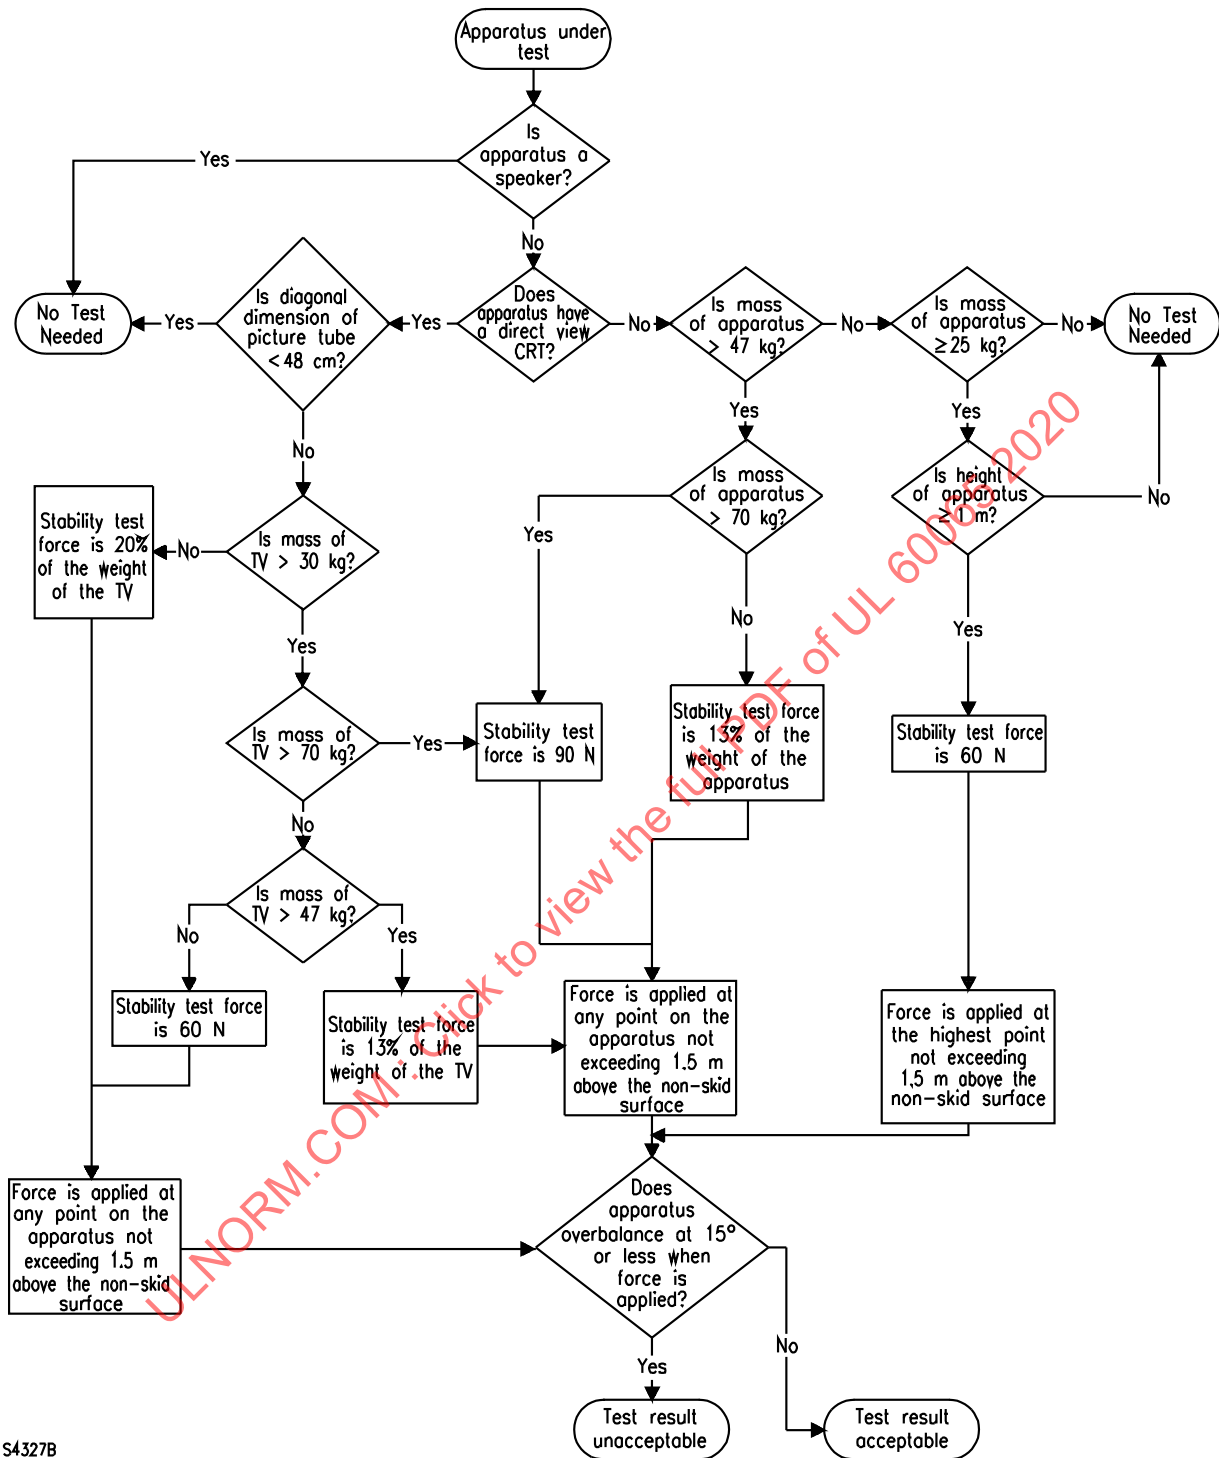 Apparatus under
test
Is
apparatus a
speaker?
Yes
No
Is diagonal
dimension of
picture tube
<48 cm?
Does
apparatus have
a direct view
CRT?
Is mass
of apparatus
> 47 kg?
Is mass
of apparatus
≥25 kg?
No Test
Needed
Yes
Yes
No
No
No
No Test
Needed
No
Yes
Yes
Stability test
force is 20%
of the weight
of the TV
No
Is mass of
TV > 30 kg?
Yes
Is mass
of apparatus
> 70 kg?
Is height
of apparatus
≥ 1 m?
No
Yes
No
Yes
Is mass of
TV > 70 kg?
Yes
Stability test
force is 90 N
Stability test force
is 13% of the
weight of the
apparatus
Stability test force
is 60 N
No
Is mass of
TV > 47 kg?
No
Yes
Stability test force
is 60 N
Stability test force
is 13% of the
weight of the TV
Force is applied at
any point on the
apparatus not
exceeding 1.5 m
above the non-skid
surface
Force is applied at
the highest point
not exceeding
1.5 m above the
non-skid surface
Force is applied at
any point on the
apparatus not
exceeding 1.5 m
above the non-skid
surface
Does
apparatus
overbalance at 15°
or less when
force is
applied?
Yes
No
Test result
unacceptable
Test result
acceptable
S4327B
ULNORM.COM : Click to view the full PDF of UL 60065 2020